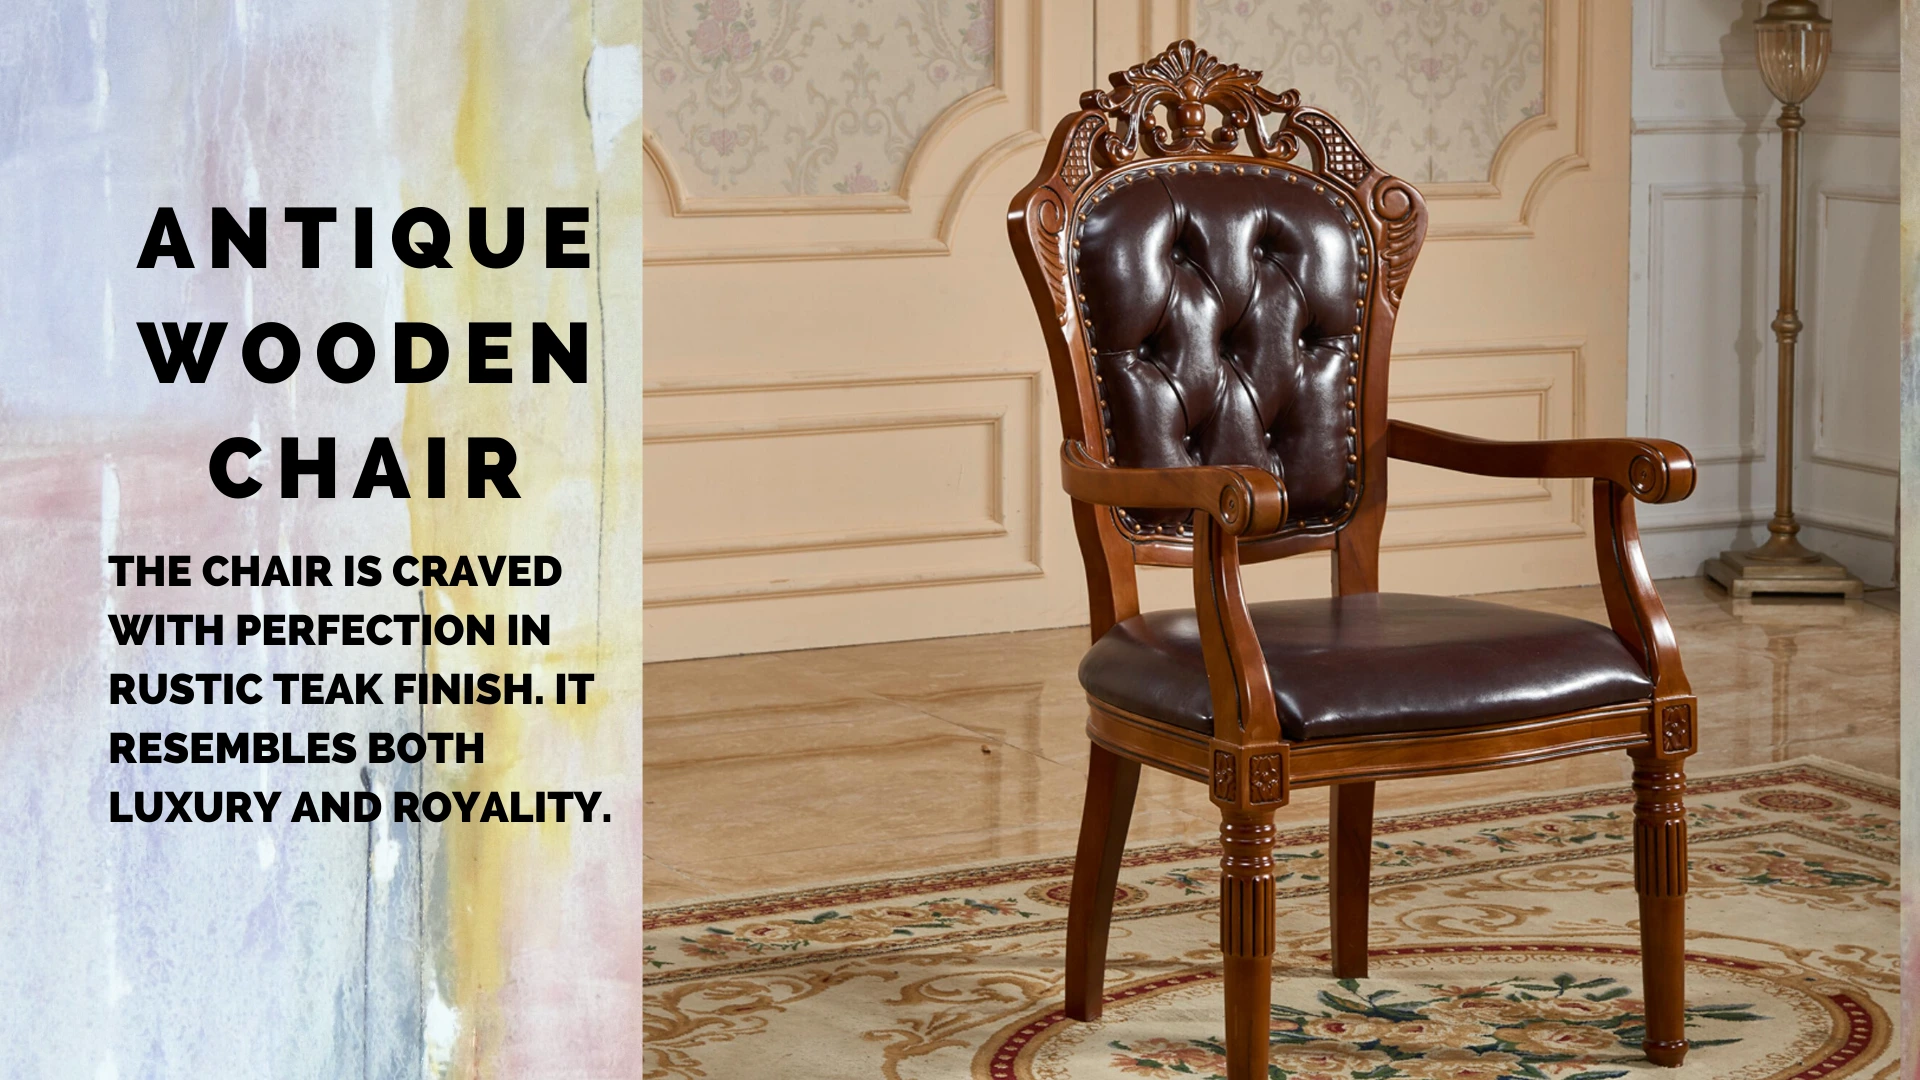 ANTIQUE
WOODEN
CHAIR
THE CHAIR IS CRAVED
WITH PERFECTION IN
RUSTIC TEAK FINISH. IT
RESEMBLES BOTH
LUXURY AND ROYALITY.